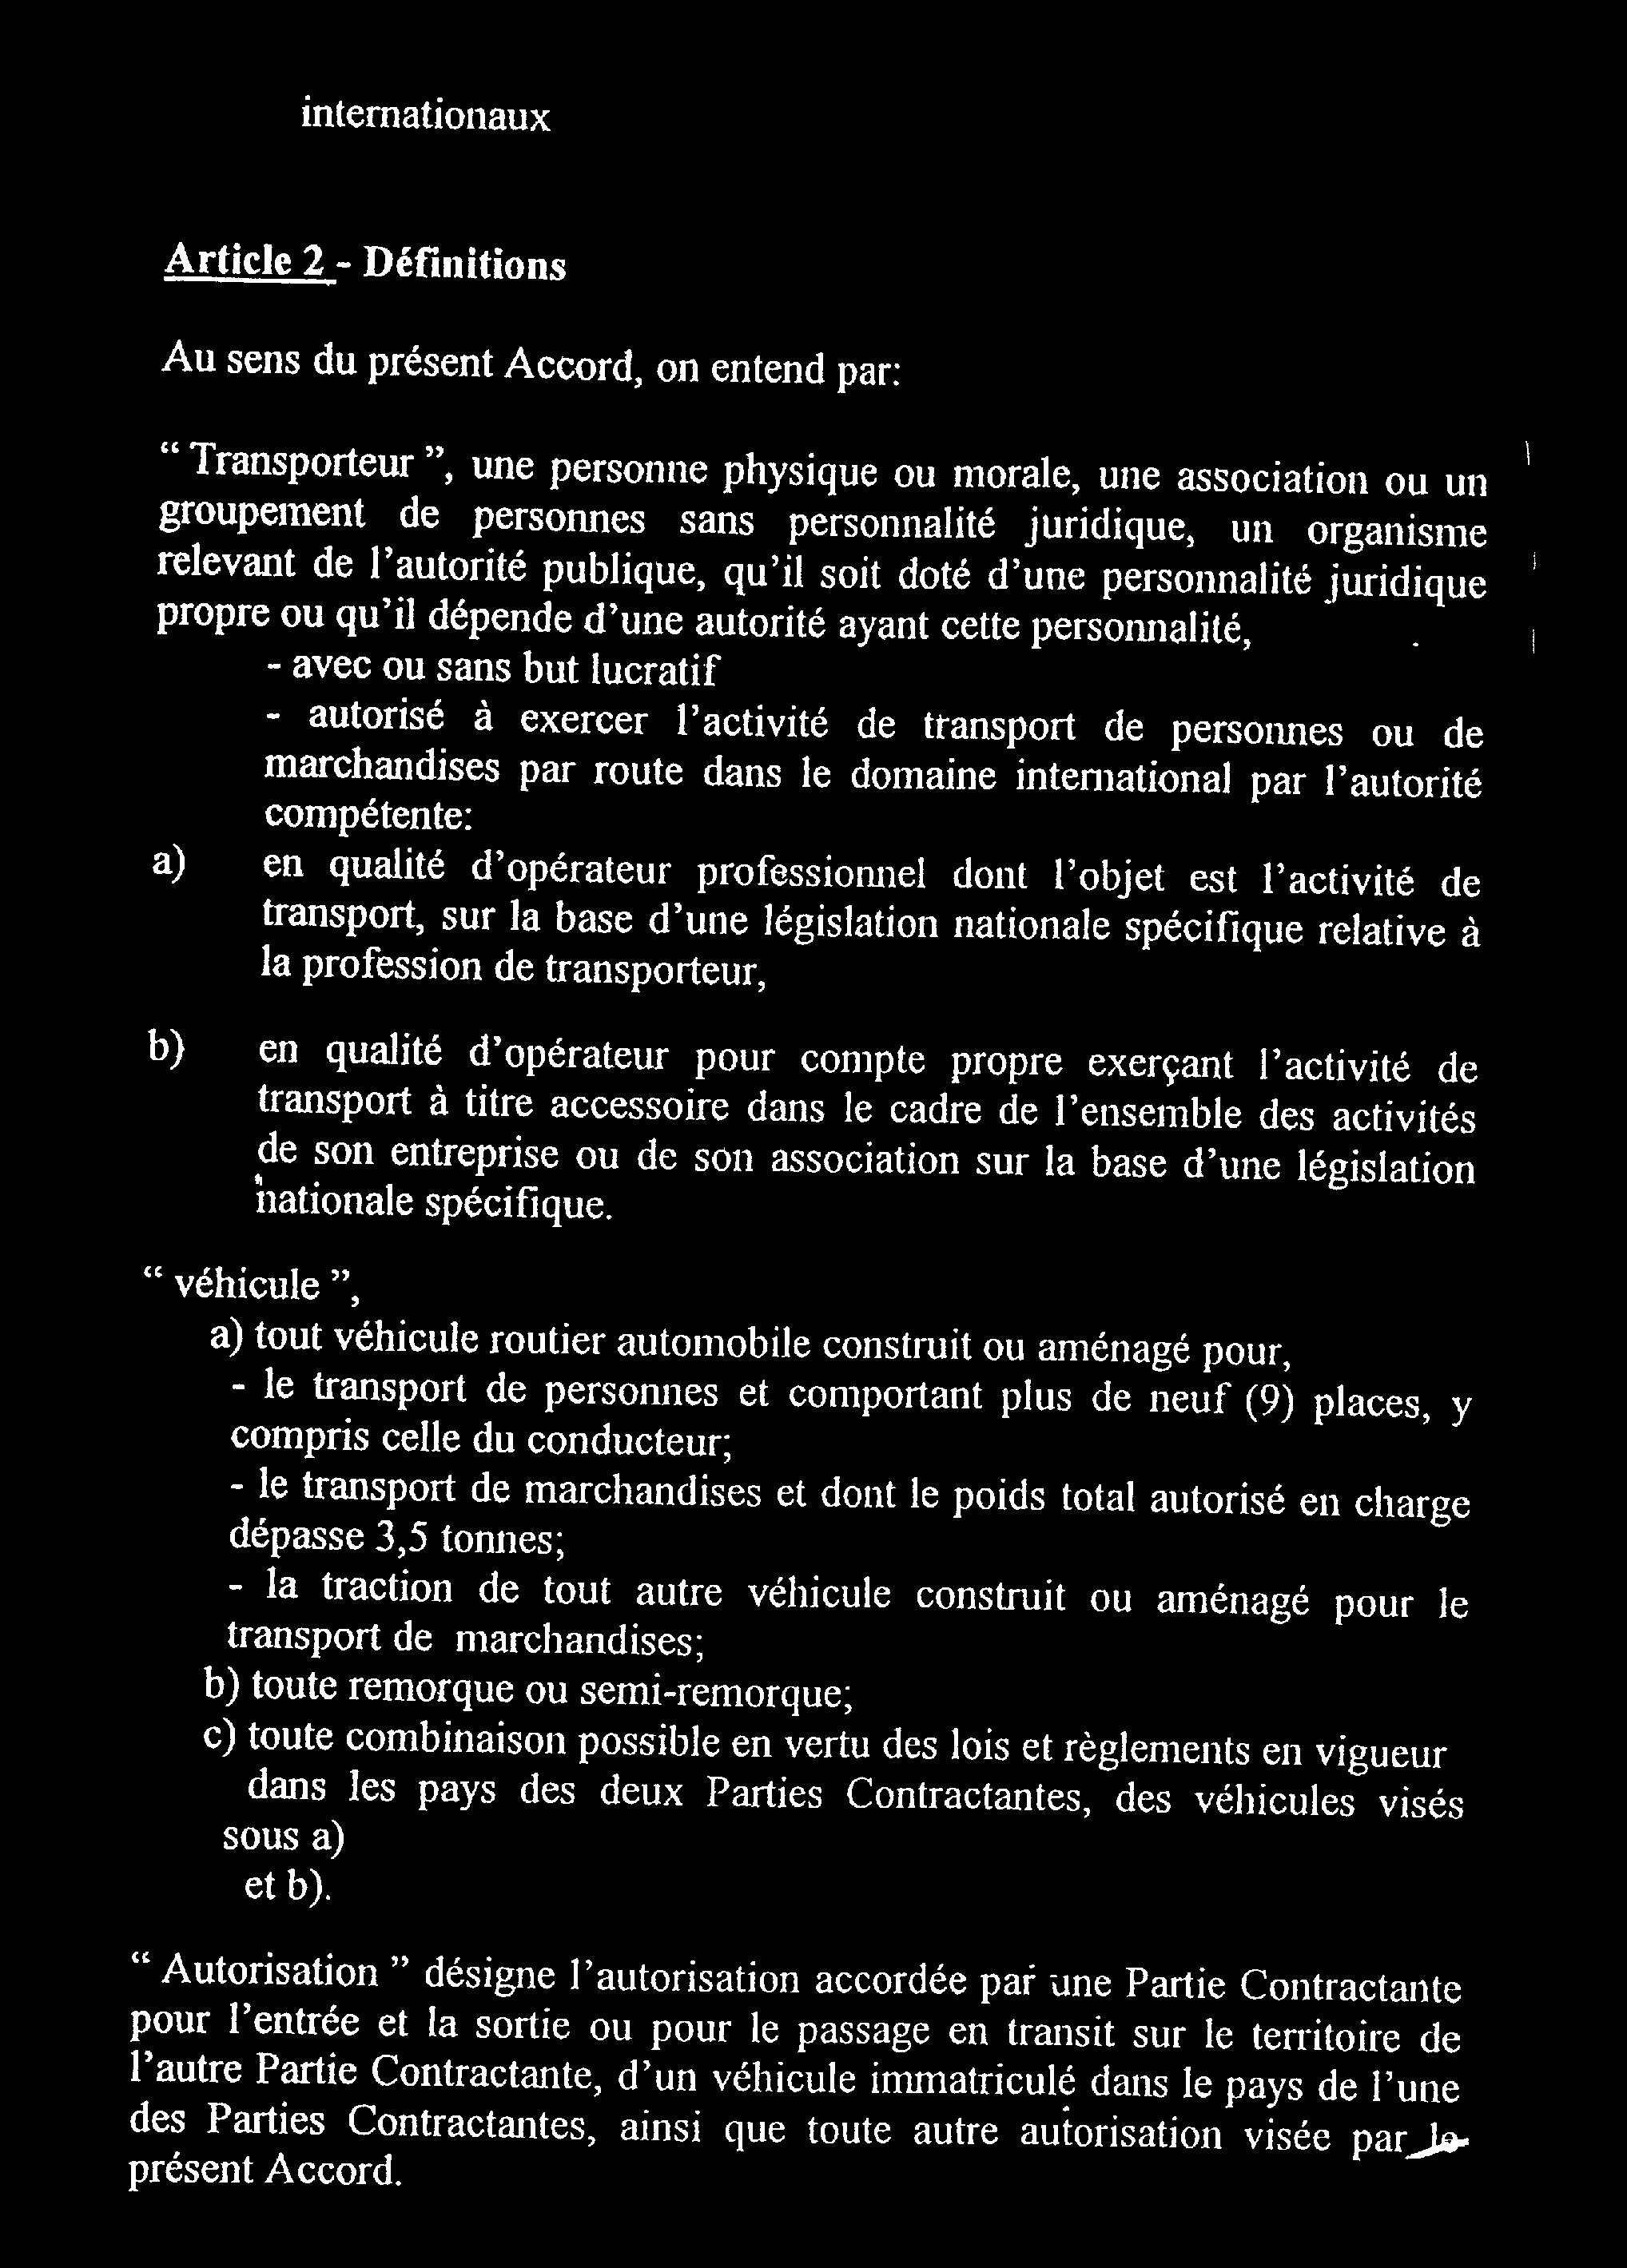 internationaux
Article 2 - Définitions
Au sens du présent Accord, on entend par:
“ Transporteur ”, une personne physique ou morale, une association ou un
groupement de personnes sans personnalité juridique, un organisme
relevant de l’autorité publique, qu’il soit doté d’une personnalité juridique
propre ou qu’il dépende d’une autorité ayant cette personnalité,
- avec ou sans but lucratif
- autorisé à exercer l’activité de transport de personnes ou de
marchandises par route dans le domaine international par l’autorité
compétente:
a) en qualité d’opérateur professionnel dont l’objet est l’activité de
transport, sur la base d’une législation nationale spécifique relative à
la profession de transporteur,
b) en qualité d’opérateur pour compte propre exerçant l’activité de
transport à titre accessoire dans le cadre de l’ensemble des activités
de son entreprise ou de son association sur la base d’une législation
nationale spécifique.
“ véhicule ”,
a) tout véhicule routier automobile construit ou aménagé pour,
- le transport de personnes et comportant plus de neuf (9) places, y
compris celle du conducteur;
- le transport de marchandises et dont le poids total autorisé en charge
dépasse 3,5 tonnes;
- la traction de tout autre véhicule construit ou aménagé pour le
transport de marchandises;
b) toute remorque ou semi-remorque;
c) toute combinaison possible en vertu des lois et règlements en vigueur
dans les pays des deux Parties Contractantes, des véhicules visés
sous a)
et b).
“ Autorisation ” désigne l’autorisation accordée par une Partie Contractante
pour l’entrée et la sortie ou pour le passage en transit sur le territoire de
l’autre Partie Contractante, d’un véhicule immatriculé dans le pays de l’une
des Parties Contractantes, ainsi que toute autre autorisation visée par le
présent Accord.